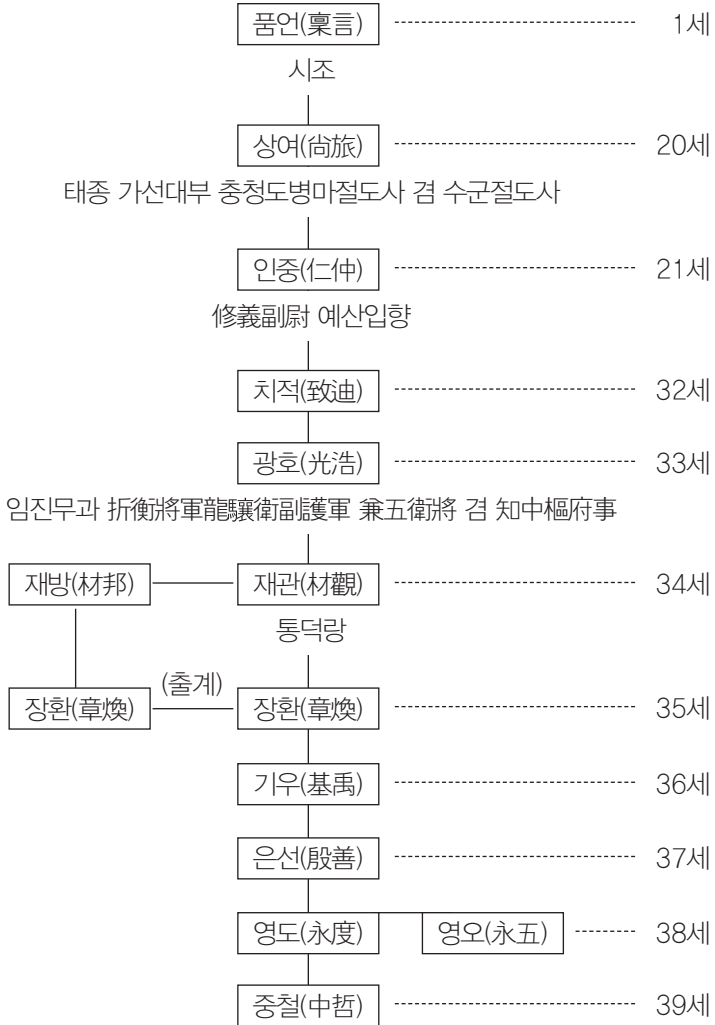 품언(稟言) 1세
시조
상여(尙旅) 20세
태종 가선대부 충청도병마절도사 겸 수군절도사
인중(仁仲) 21세
修義副尉 예산입향
치적(致迪) 32세
광호(光浩) 33세
임진무과 折衡將軍龍驤衛副護軍 兼五衛將 겸 知中樞府事
재방(材邦) 재관(材觀) 34세
통덕랑
(출계)
장환(章煥) 장환(章煥) 35세
기우(基禹) 36세
은선(殷善) 37세
영도(永度) 영오(永五) 38세
중철(中哲) 39세